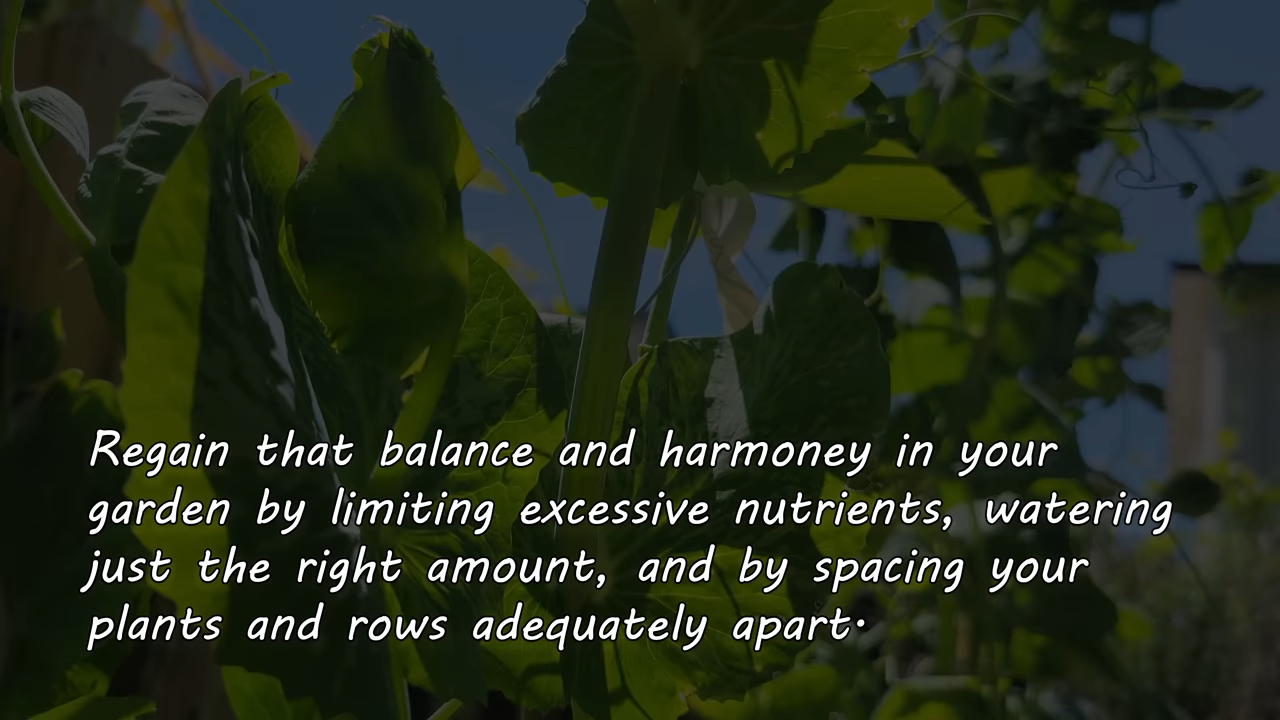 Regain that balance and harmoney in your
garden by limiting excessive nutrients, watering
just the right amount, and by spacing your
plants and rows adequately apart.